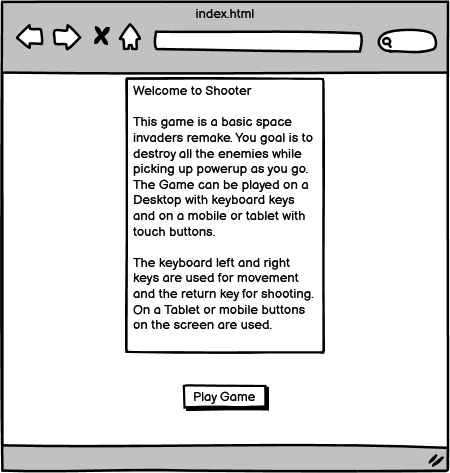 index.html
Welcome to Shooter
This game is a basic space
invaders remake. You goal is to
destroy all the enemies while
picking up powerup as you go.
The Game can be played on a
Desktop with keyboard keys
and on a mobile or tablet with
touch buttons.
The keyboard left and right
keys are used for movement
and the return key for shooting.
On a Tablet or mobile buttons
on the screen are used.
Play Game